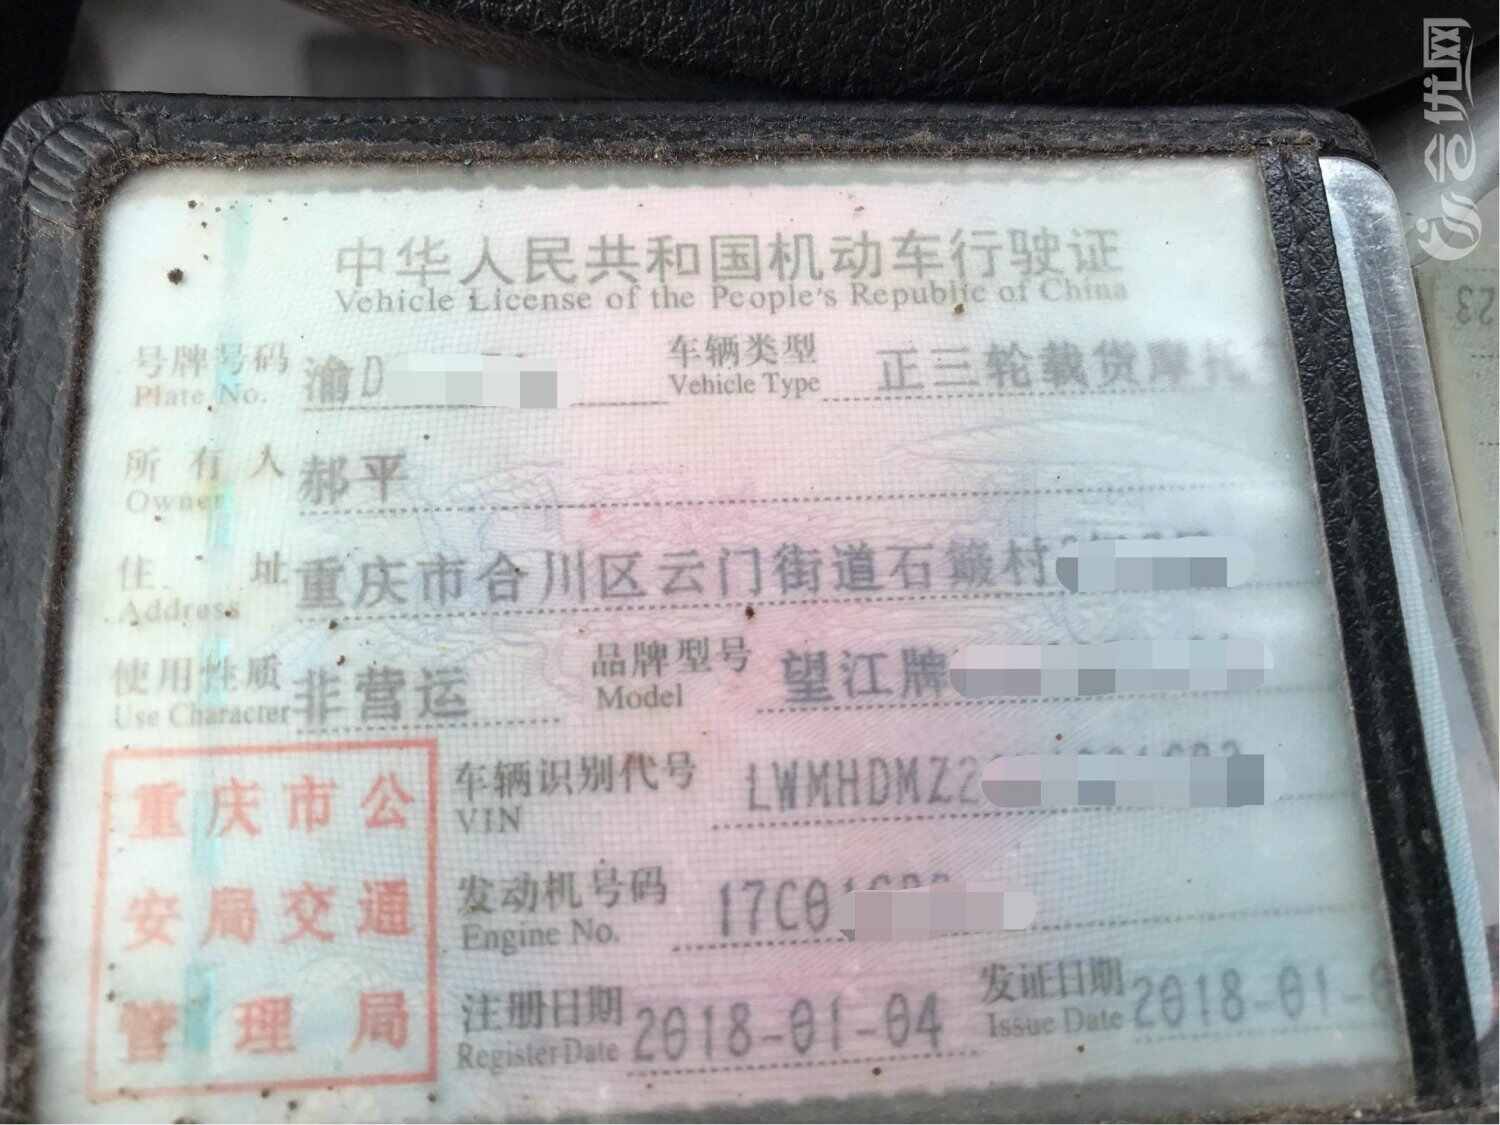 合优网
中华人民共和国机动车行驶证
Vehicle License of the People's Republic of China
号牌号码 渝D 车辆类型 正三轮载货摩托
Plate No. Vehicle Type
所有人 郝平
Owner
住址 重庆市合川区云门街道石簸村
Address
使用性质 非营运 品牌型号 望江牌
Use Character Model
重庆市公
安局交通
管理局
车辆识别代号 LWMHDMZ2
VIN
发动机号码 17C0
Engine No.
注册日期 2018-01-04 发证日期 2018-01-
Register Date Issue Date
23